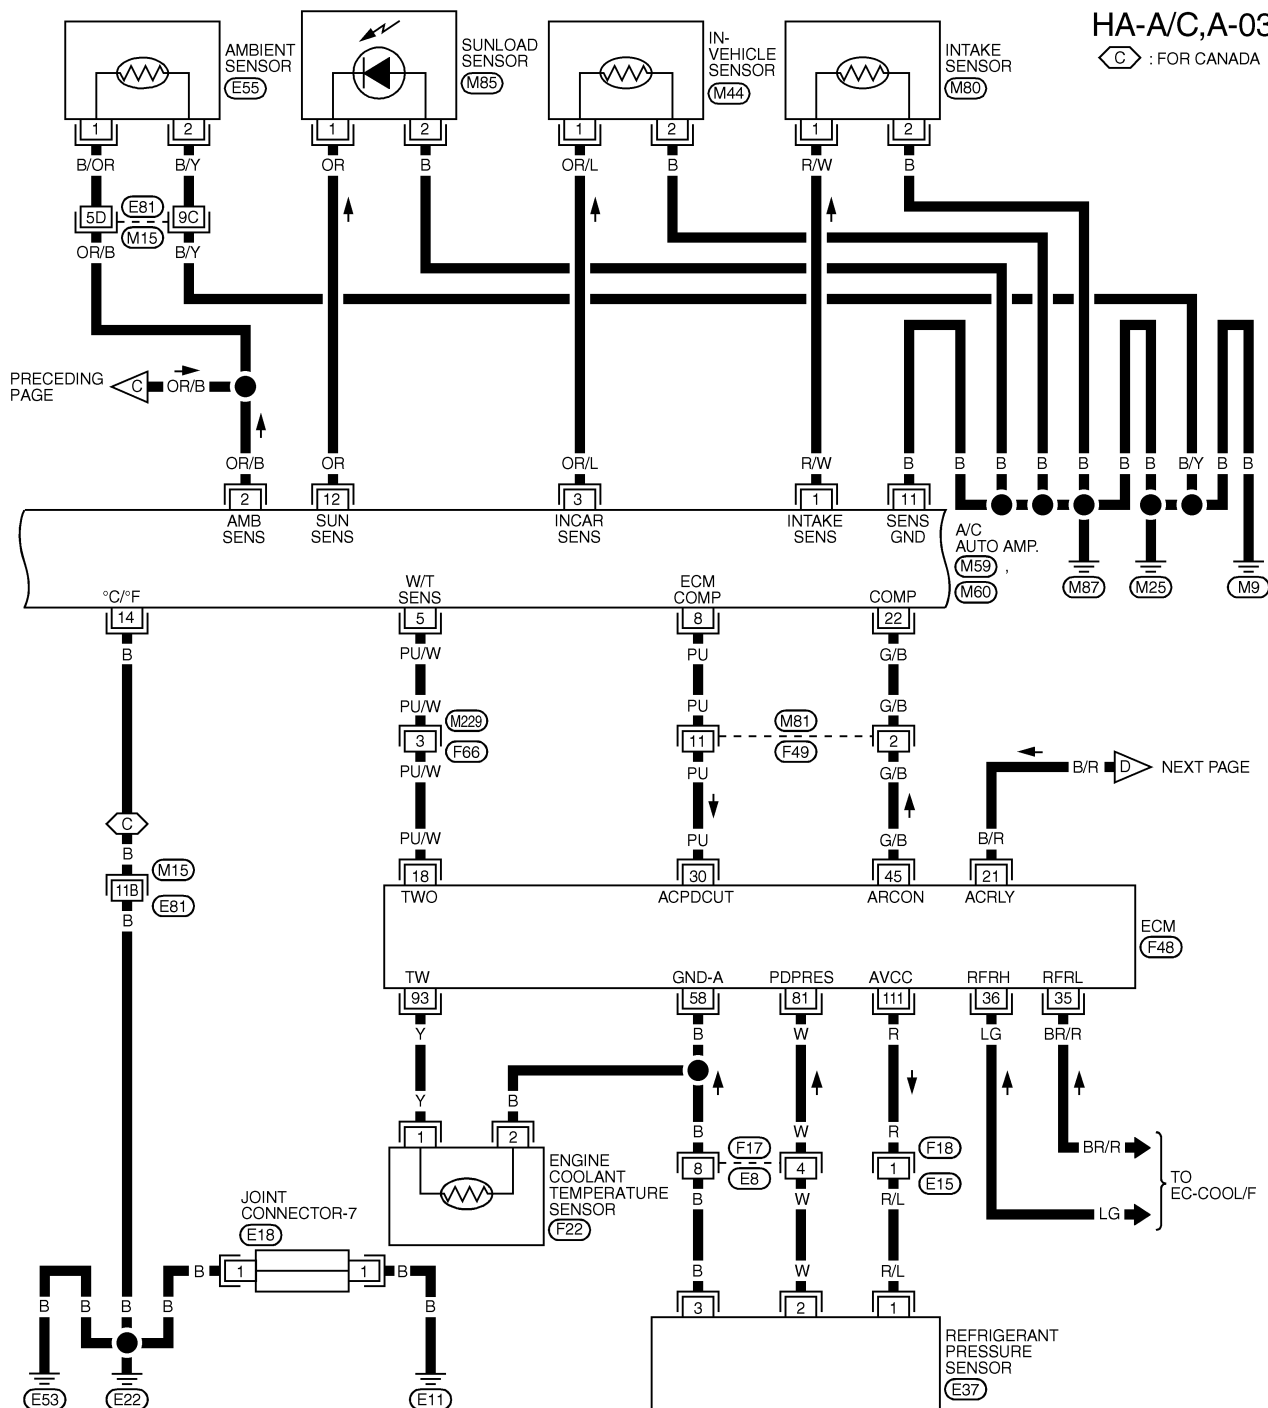 HA-A/C,A-03
C : FOR CANADA
AMBIENT
SENSOR
E55
SUNLOAD
SENSOR
M85
IN-
VEHICLE
SENSOR
M44
INTAKE
SENSOR
M80
1 2 1 2 1 2 1 2
B/OR B/Y OR B OR/L B R/W B
5D E81 9C
M15
OR/B B/Y
PRECEDING
PAGE
C OR/B
OR/B OR OR/L R/W B B B B B B B B/Y B B
2 12 3 1 11
AMB
SENS
SUN
SENS
INCAR
SENS
INTAKE
SENS
SENS
GND
A/C
AUTO AMP.
M59 ,
M60
M87 M25 M9
°C/°F
W/T
SENS
ECM
COMP
COMP
14 5 8 22
B PU/W PU G/B
PU/W PU G/B
M229
3
F66
11 M81 2
F49
PU/W PU G/B
B/R D NEXT PAGE
C
B PU/W PU G/B B/R
M15
11B
E81
B
18 30 45 21
TWO ACPDCUT ARCON ACRLY
ECM
F48
TW GND-A PDPRES AVCC RFRH RFRL
93 58 81 111 36 35
Y B W R LG BR/R
Y B
1 2
B W R
8 F17 4 1 F18
E8 E15
B W R/L
BR/R
LG
TO
EC-COOL/F
ENGINE
COOLANT
TEMPERATURE
SENSOR
F22
JOINT
CONNECTOR-7
E18
B 1 1 B
B W R/L
B B B B B
3 2 1
REFRIGERANT
PRESSURE
SENSOR
E37
E53 E22 E11